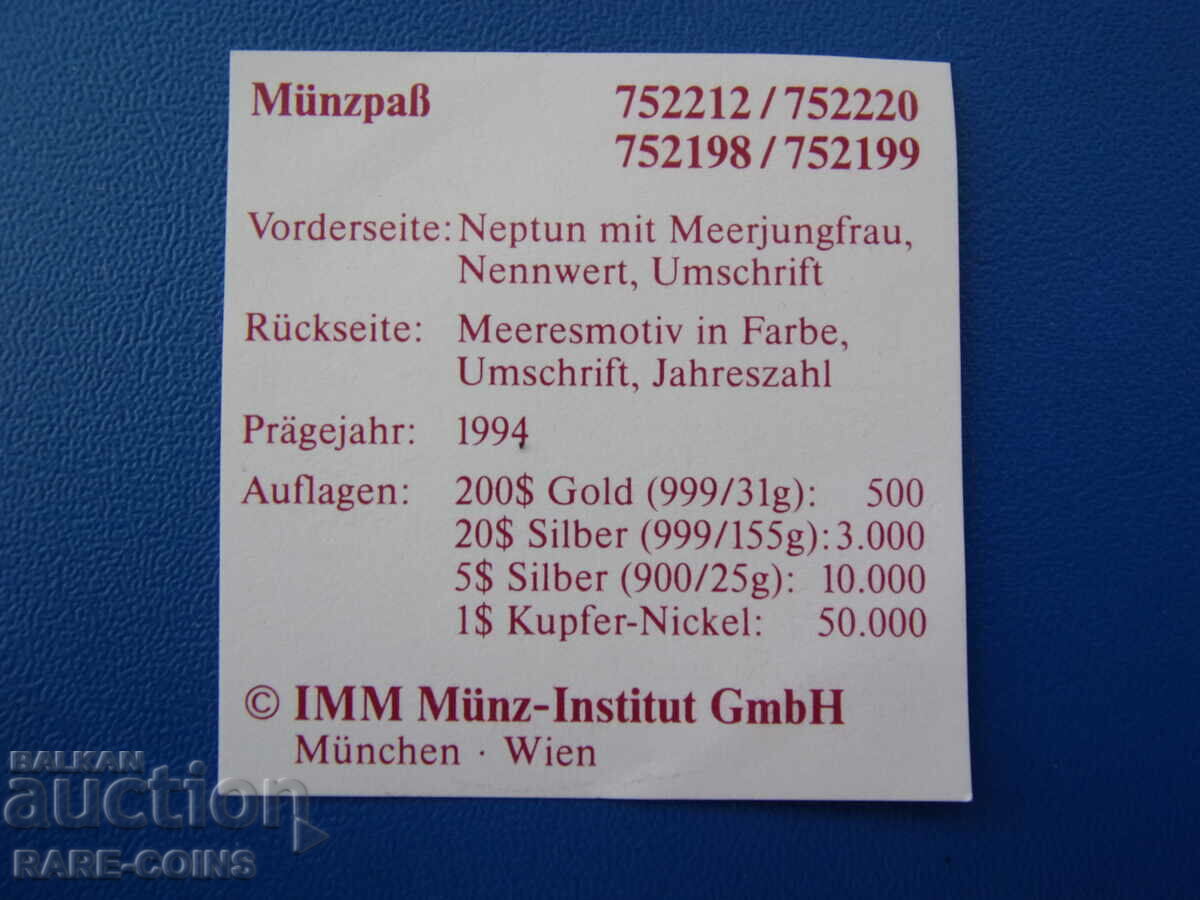 Münzpaß 752212 / 752220
752198 / 752199
Vorderseite: Neptun mit Meerjungfrau,
Nennwert, Umschrift
Rückseite: Meeresmotiv in Farbe,
Umschrift, Jahreszahl
Prägejahr: 1994
Auflagen: 200$ Gold (999/31g): 500
20$ Silber (999/155g): 3.000
5$ Silber (900/25g): 10.000
1$ Kupfer-Nickel: 50.000
© IMM Münz-Institut GmbH
München · Wien
BALKAN
auction
RARE-COINS